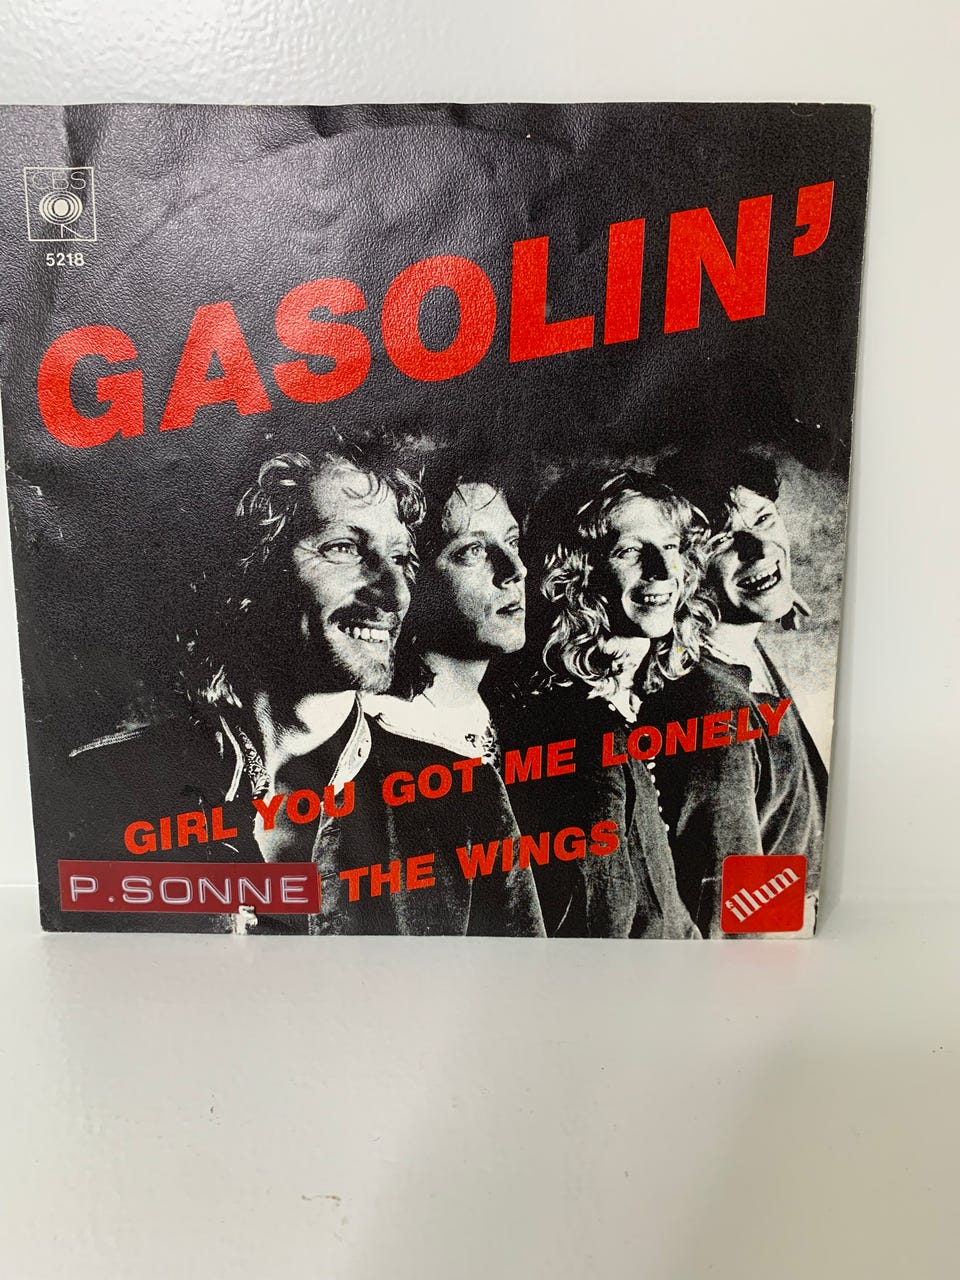 CBS
5218
GASOLIN'
GIRL YOU GOT ME LONELY
P.SONNE THE WINGS
illum